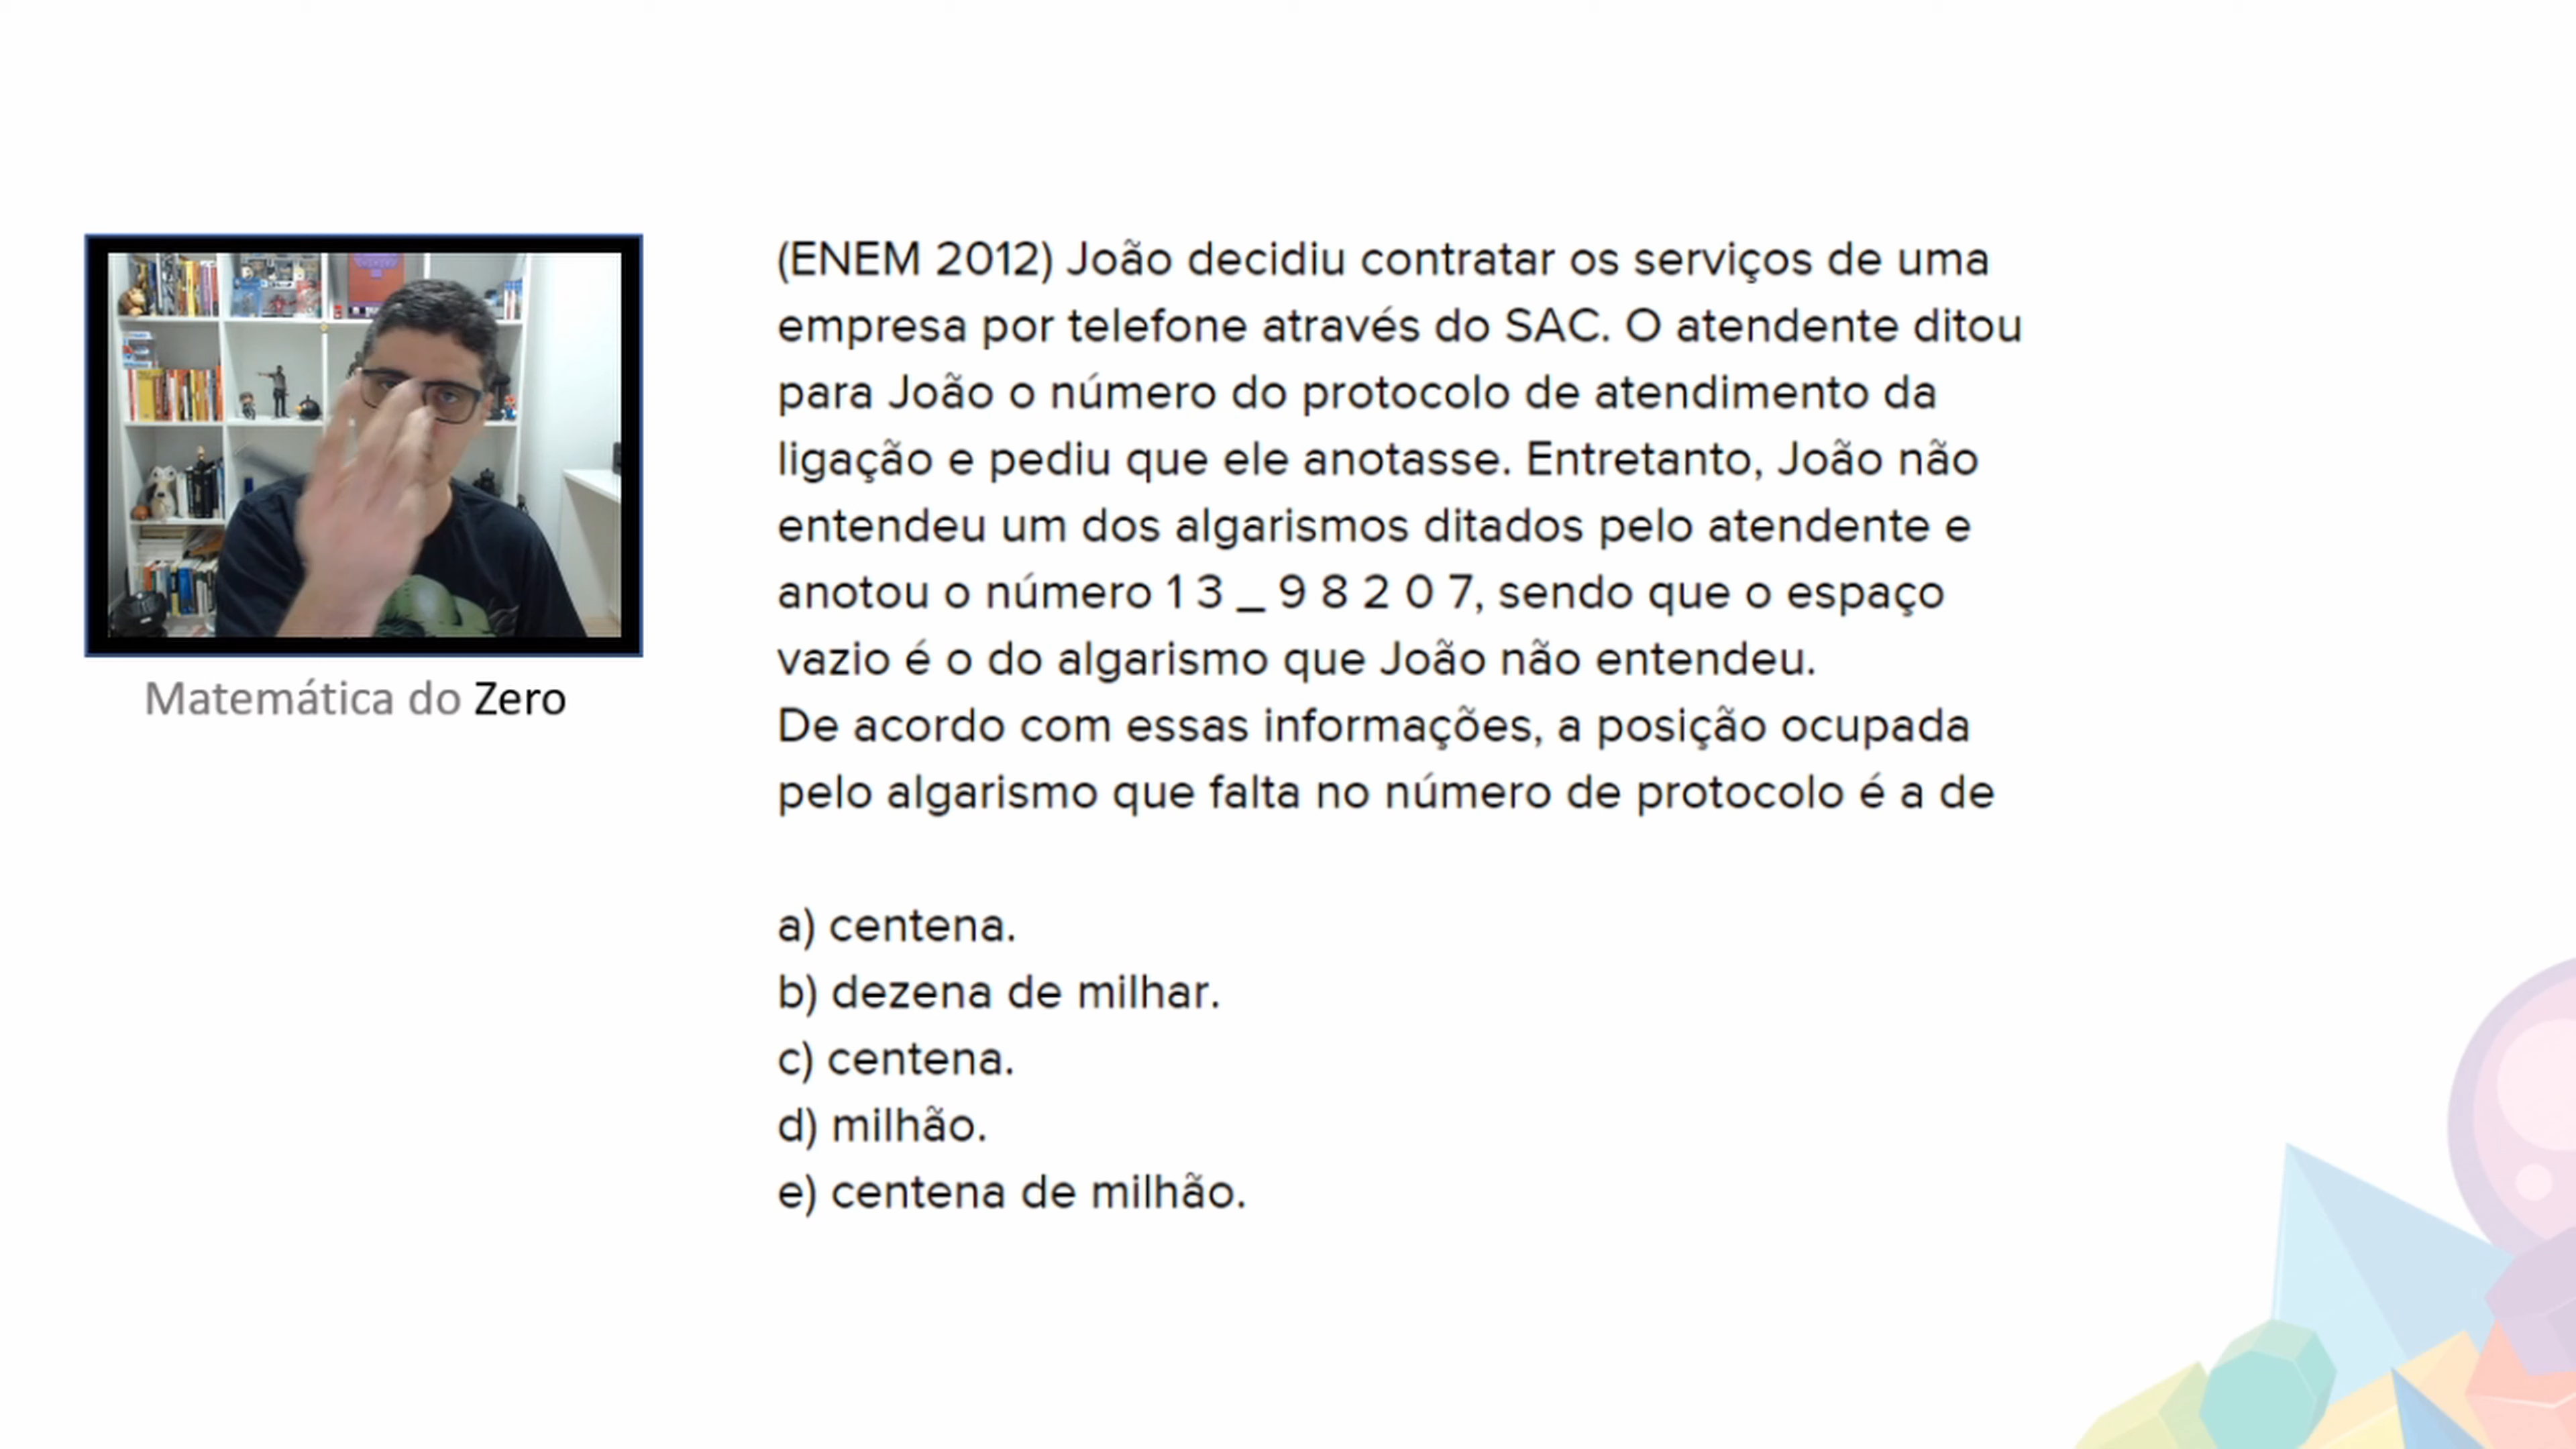 (ENEM 2012) João decidiu contratar os serviços de uma
empresa por telefone através do SAC. O atendente ditou
para João o número do protocolo de atendimento da
ligação e pediu que ele anotasse. Entretanto, João não
entendeu um dos algarismos ditados pelo atendente e
anotou o número 1 3 _ 9 8 2 0 7, sendo que o espaço
vazio é o do algarismo que João não entendeu.
De acordo com essas informações, a posição ocupada
pelo algarismo que falta no número de protocolo é a de
a) centena.
b) dezena de milhar.
c) centena.
d) milhão.
e) centena de milhão.
Matemática do Zero